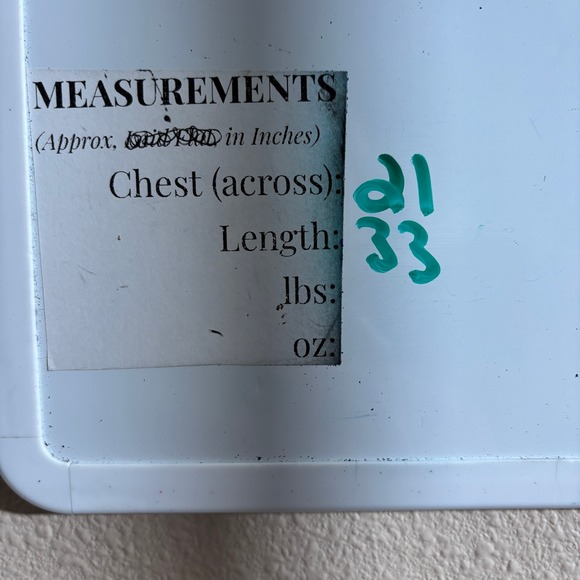 MEASUREMENTS
(Approx, in Inches)
Chest (across): 21
Length: 33
lbs:
oz: